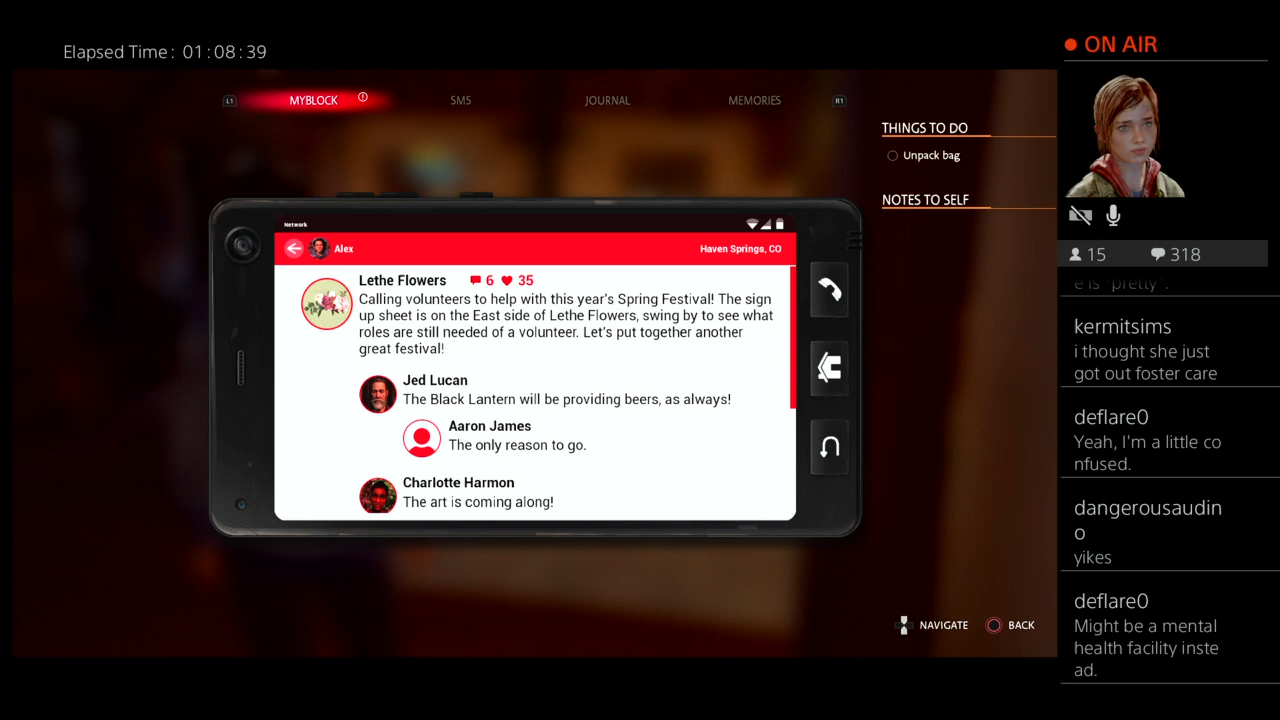 Elapsed Time: 01:08:39
ON AIR
L1
MYBLOCK
SMS
JOURNAL
MEMORIES
R1
THINGS TO DO
Unpack bag
NOTES TO SELF
Network
Alex
Haven Springs, CO
Lethe Flowers 6 35
Calling volunteers to help with this year's Spring Festival! The sign
up sheet is on the East side of Lethe Flowers, swing by to see what
roles are still needed of a volunteer. Let's put together another
great festival!
Jed Lucan
The Black Lantern will be providing beers, as always!
Aaron James
The only reason to go.
Charlotte Harmon
The art is coming along!
NAVIGATE
BACK
15
318
e is "pretty".
kermitsims
i thought she just
got out foster care
deflare0
Yeah, I'm a little co
nfused.
dangerousaudin
o
yikes
deflare0
Might be a mental
health facility inste
ad.